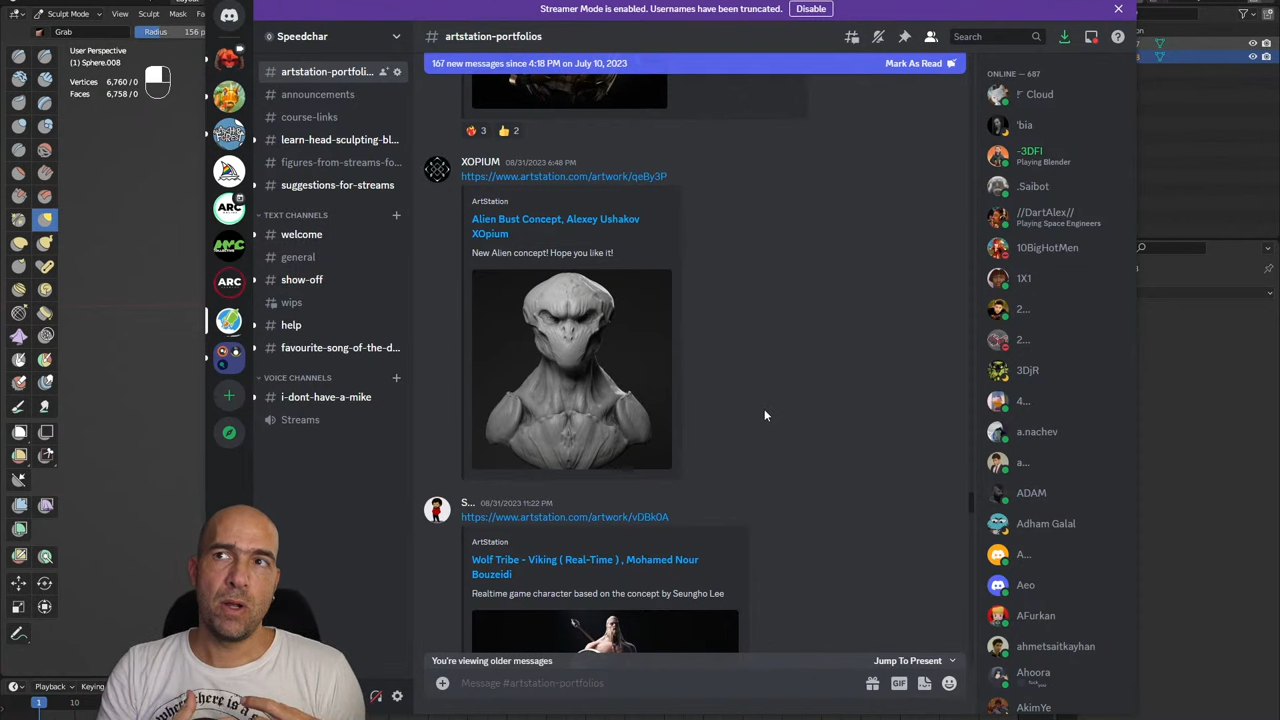 Streamer Mode is enabled. Usernames have been truncated.
Disable
Sculpt Mode
Sculpt
Mask
Grab
Radius
156 p
User Perspective
(1) Sphere.008
Vertices 6,760 / 0
Faces 6,758 / 0
Speedchar
artstation-portfoli...
announcements
course-links
learn-head-sculpting-bl...
figures-from-streams-fo...
suggestions-for-streams
TEXT CHANNELS
welcome
general
show-off
wips
help
favourite-song-of-the-d...
VOICE CHANNELS
i-dont-have-a-mike
Streams
ARC
ARC
artstation-portfolios
Search
167 new messages since 4:18 PM on July 10, 2023
Mark As Read
3
2
XOPIUM 08/31/2023 6:48 PM
https://www.artstation.com/artwork/qeBy3P
ArtStation
Alien Bust Concept, Alexey Ushakov
XOpium
New Alien concept! Hope you like it!
S... 08/31/2023 11:22 PM
https://www.artstation.com/artwork/vDBk0A
ArtStation
Wolf Tribe - Viking ( Real-Time ) , Mohamed Nour
Bouzeidi
Realtime game character based on the concept by Seungho Lee
You're viewing older messages
Jump To Present
Message #artstation-portfolios
GIF
ONLINE — 687
Cloud
'bia
-3DFI
Playing Blender
.Saibot
//DartAlex//
Playing Space Engineers
10BigHotMen
1X1
2...
2...
3DjR
4...
a.nachev
a...
ADAM
Adham Galal
A...
Aeo
AFurkan
ahmetsaitkayhan
Ahoora
AkimYe
Playback
Keying
1
10